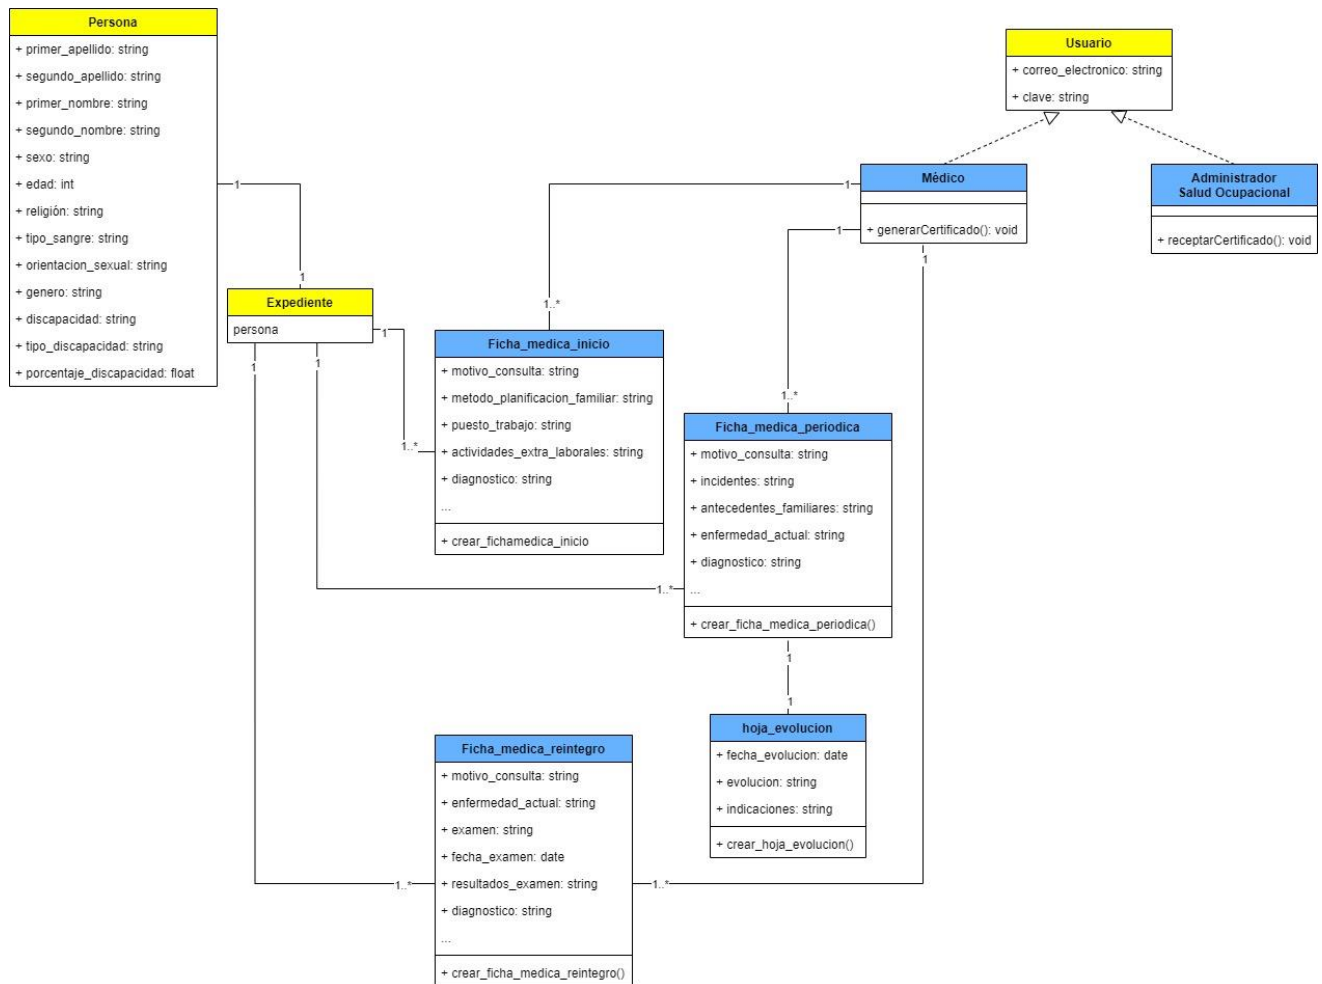 Persona
+ primer_apellido: string
+ segundo_apellido: string
+ primer_nombre: string
+ segundo_nombre: string
+ sexo: string
+ edad: int
+ religión: string
+ tipo_sangre: string
+ orientacion_sexual: string
+ genero: string
+ discapacidad: string
+ tipo_discapacidad: string
+ porcentaje_discapacidad: float
1
1
Expediente
persona
1
1..*
1
1..*
1
1..*
Usuario
+ correo_electronico: string
+ clave: string
Médico
+ generarCertificado(): void
Administrador
Salud Ocupacional
+ receptarCertificado(): void
1
1..*
1
1..*
1
1..*
Ficha_medica_inicio
+ motivo_consulta: string
+ metodo_planificacion_familiar: string
+ puesto_trabajo: string
+ actividades_extra_laborales: string
+ diagnostico: string
...
+ crear_fichamedica_inicio
Ficha_medica_periodica
+ motivo_consulta: string
+ incidentes: string
+ antecedentes_familiares: string
+ enfermedad_actual: string
+ diagnostico: string
...
+ crear_ficha_medica_periodica()
1
1
hoja_evolucion
+ fecha_evolucion: date
+ evolucion: string
+ indicaciones: string
+ crear_hoja_evolucion()
Ficha_medica_reintegro
+ motivo_consulta: string
+ enfermedad_actual: string
+ examen: string
+ fecha_examen: date
+ resultados_examen: string
+ diagnostico: string
...
+ crear_ficha_medica_reintegro()